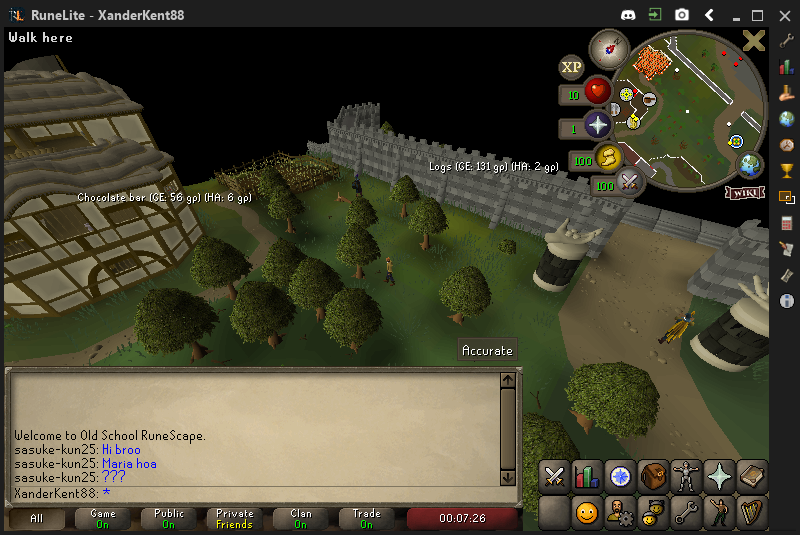 RuneLite - XanderKent88
Walk here
XP
10
1
100
100
WIKI
Logs (GE: 131 gp) (HA: 2 gp)
Chocolate bar (GE: 56 gp) (HA: 6 gp)
Accurate
Welcome to Old School RuneScape.
sasuke-kun25: Hi broo
sasuke-kun25: Maria hoa
sasuke-kun25: ???
XanderKent88: *
All
Game
On
Public
On
Private
Friends
Clan
On
Trade
On
00:07:26